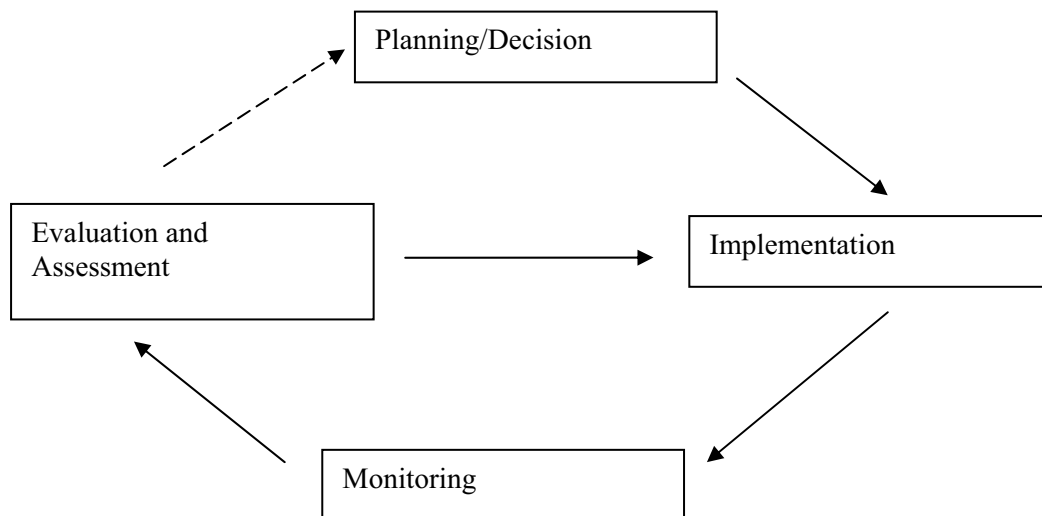 Planning/Decision
Evaluation and
Assessment
Implementation
Monitoring